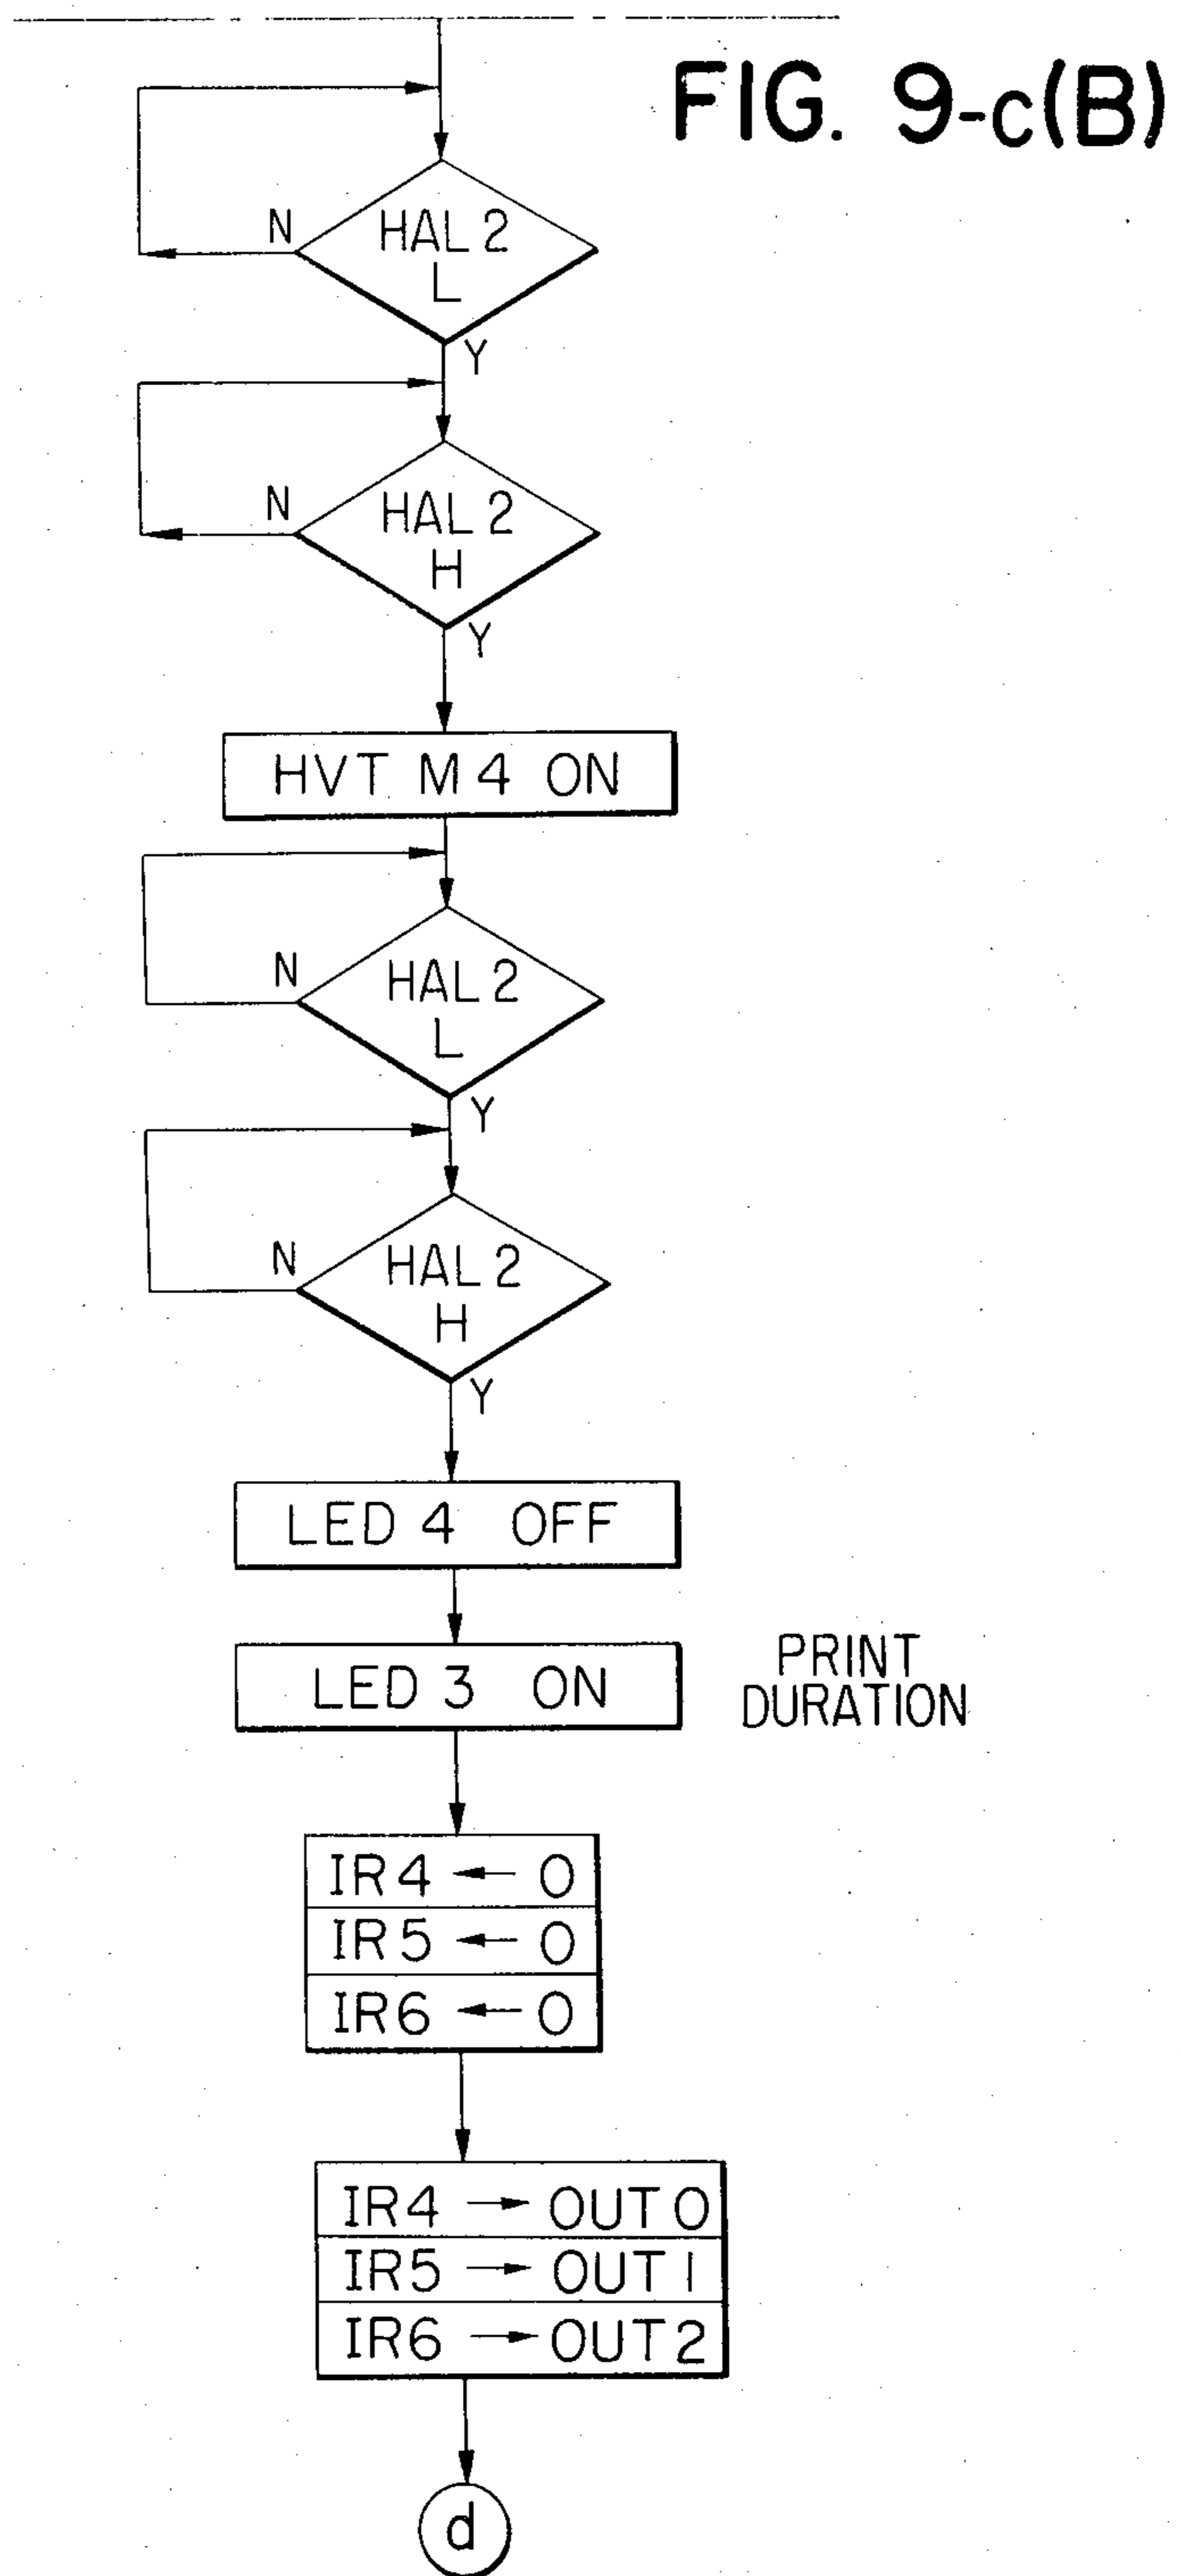 FIG. 9-c(B)
HAL 2
L
N
Y
HAL 2
H
N
Y
HVT M4 ON
HAL 2
L
N
Y
HAL 2
H
N
Y
LED 4 OFF
LED 3 ON
PRINT
DURATION
IR4 ← 0
IR5 ← 0
IR6 ← 0
IR4 → OUT 0
IR5 → OUT 1
IR6 → OUT 2
d